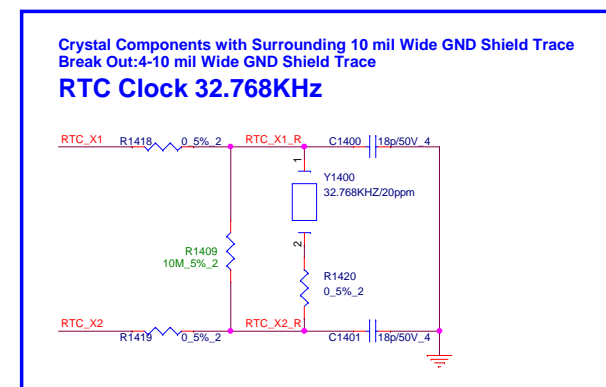 Crystal Components with Surrounding 10 mil Wide GND Shield Trace
Break Out:4-10 mil Wide GND Shield Trace
RTC Clock 32.768KHz
RTC_X1
R1418
0_5%_2
RTC_X1_R
C1400
18p/50V_4
1
Y1400
32.768KHZ/20ppm
2
R1409
10M_5%_2
R1420
0_5%_2
RTC_X2
R1419
0_5%_2
RTC_X2_R
C1401
18p/50V_4